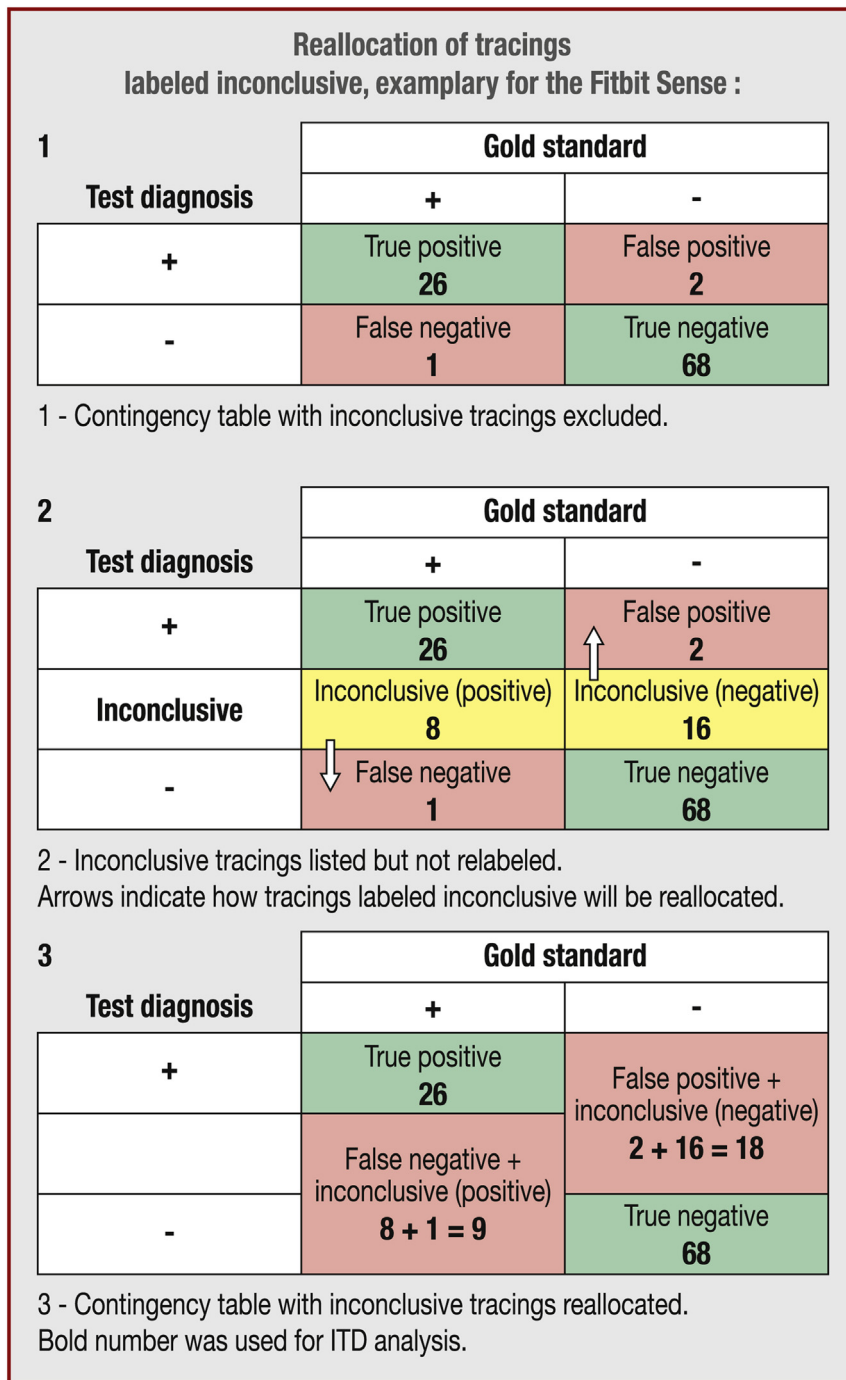 Reallocation of tracings
labeled inconclusive, examplary for the Fitbit Sense :
1
Gold standard
Test diagnosis
+
-
+
True positive
26
False positive
2
-
False negative
1
True negative
68
1 - Contingency table with inconclusive tracings excluded.
2
Gold standard
Test diagnosis
+
-
+
True positive
26
False positive
2
Inconclusive
Inconclusive (positive)
8
Inconclusive (negative)
16
-
False negative
1
True negative
68
2 - Inconclusive tracings listed but not relabeled.
Arrows indicate how tracings labeled inconclusive will be reallocated.
3
Gold standard
Test diagnosis
+
-
+
True positive
26
False positive +
inconclusive (negative)
2 + 16 = 18
False negative +
inconclusive (positive)
8 + 1 = 9
-
True negative
68
3 - Contingency table with inconclusive tracings reallocated.
Bold number was used for ITD analysis.